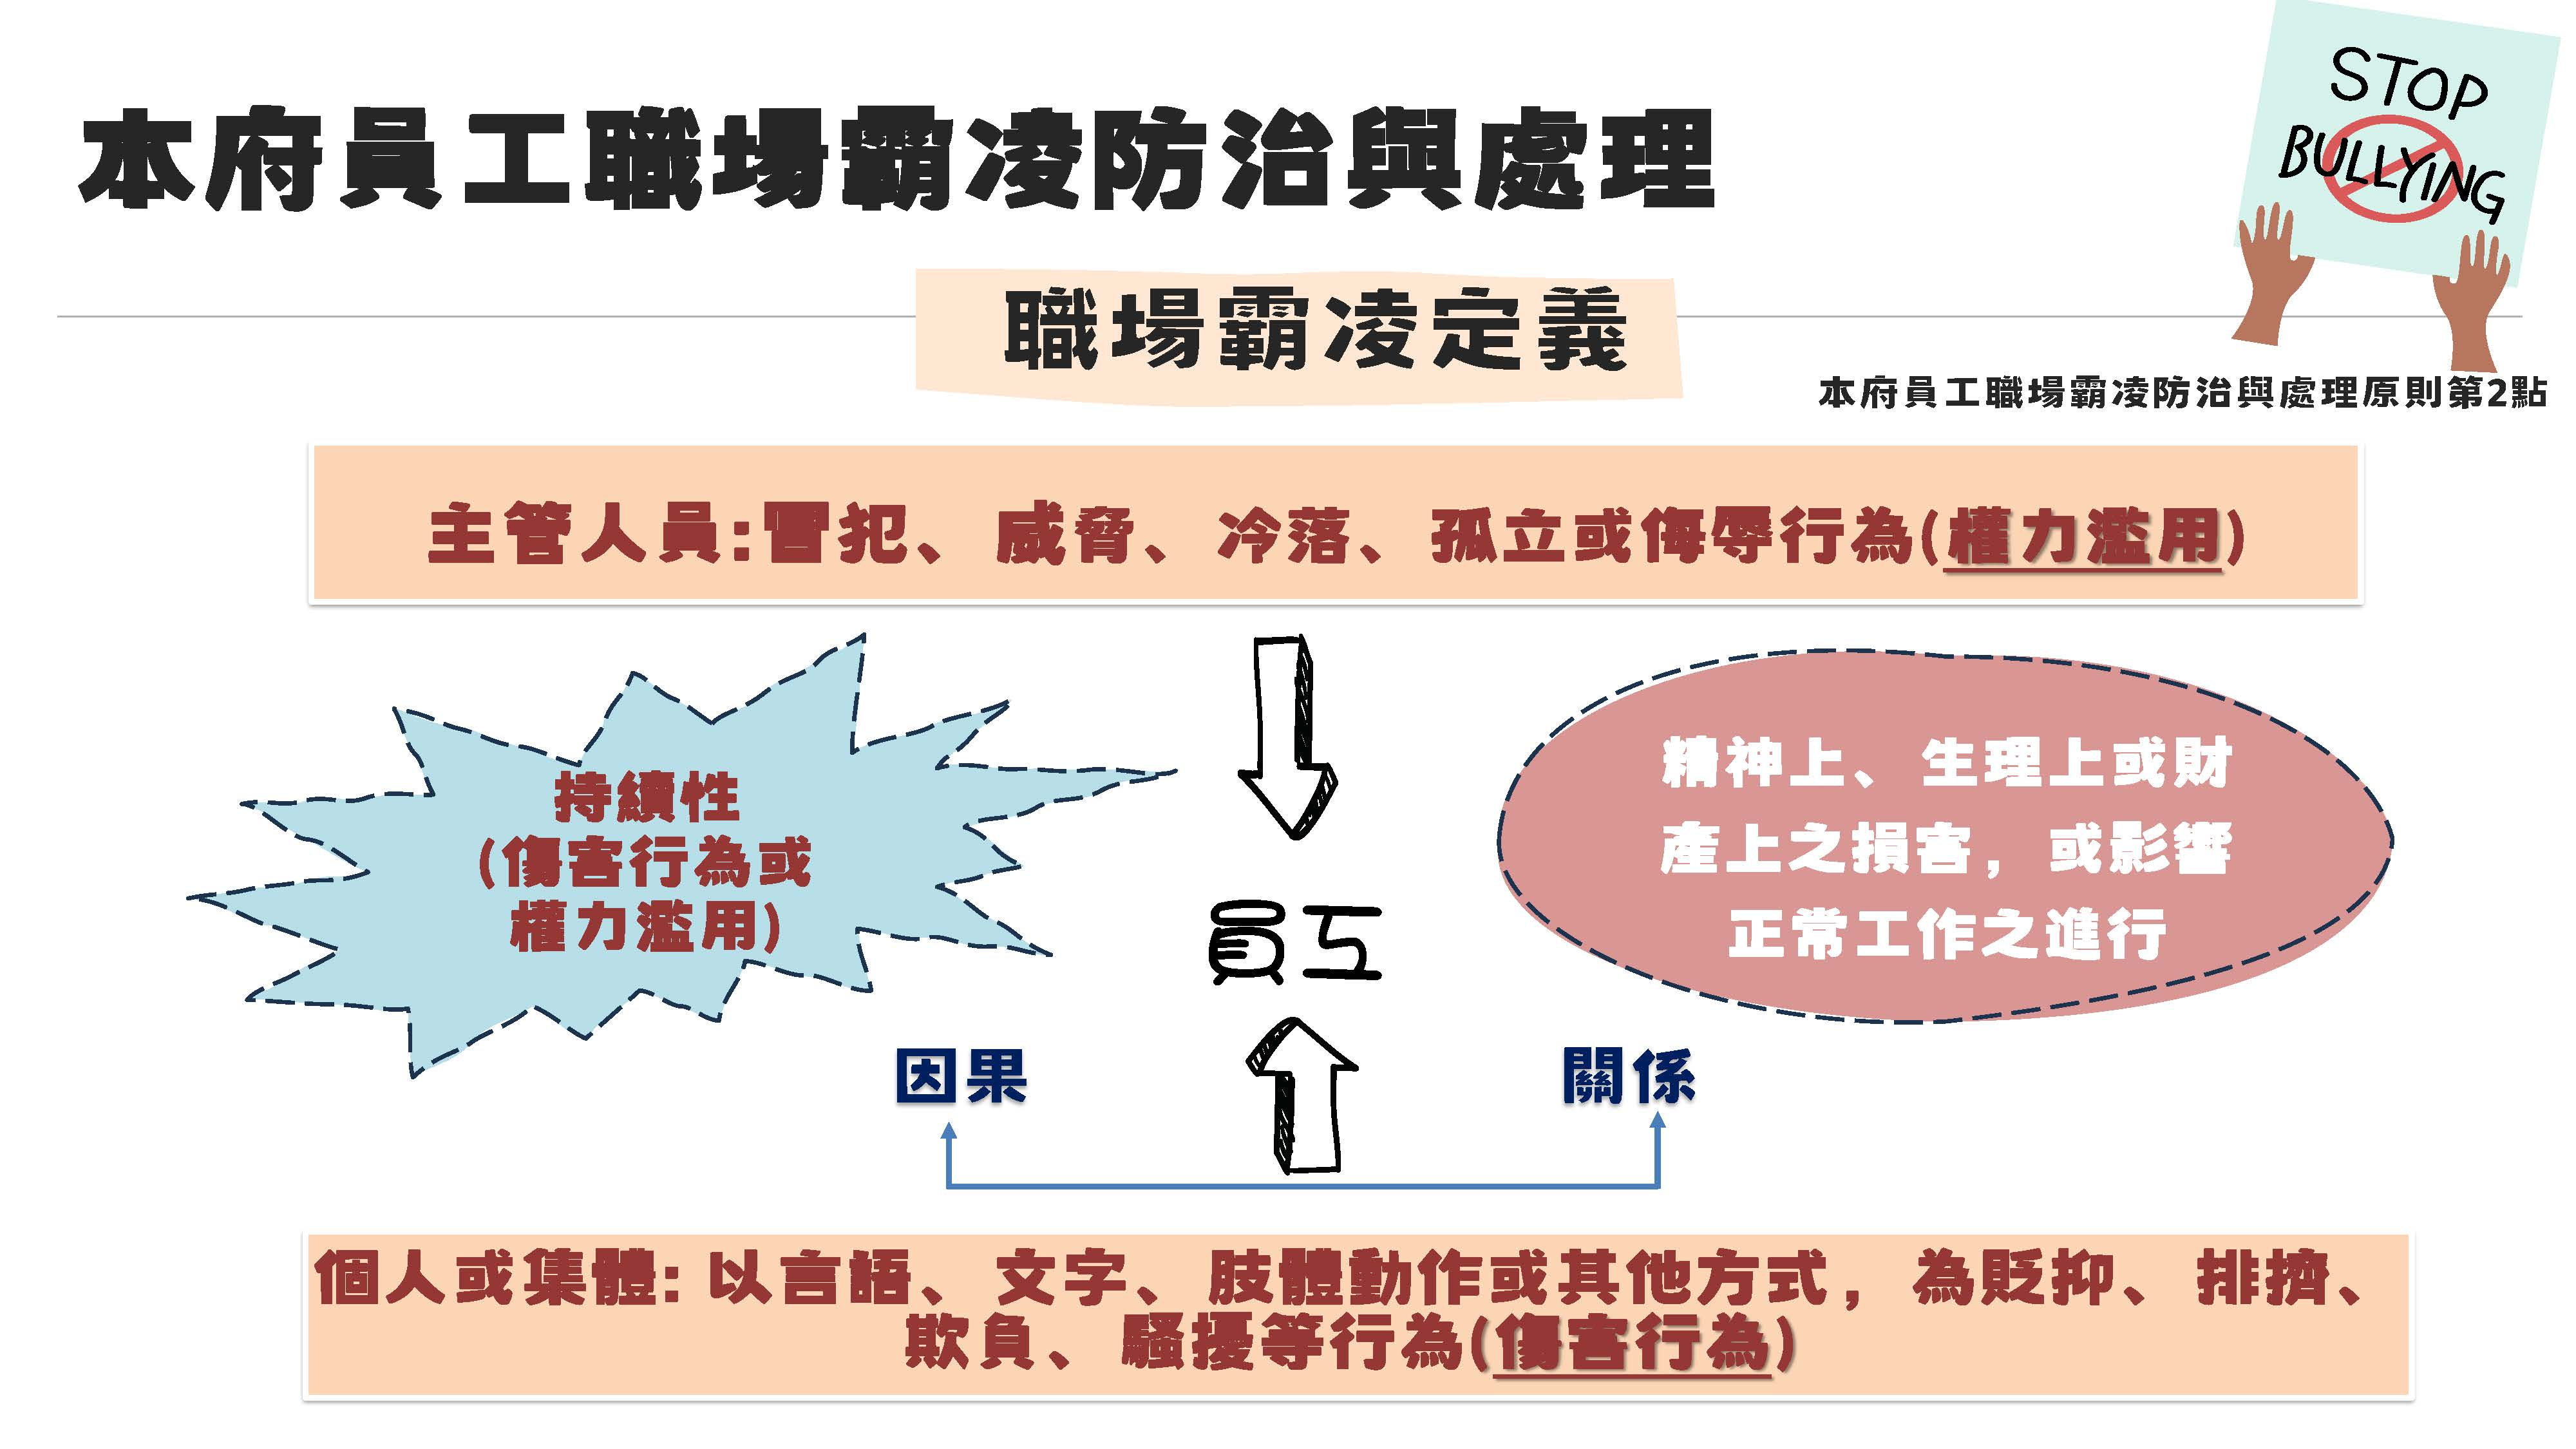 STOP
BULLYING
本府員工職場霸凌防治與處理
職場霸凌定義
本府員工職場霸凌防治與處理原則第2點
主管人員:冒犯、威脅、冷落、孤立或侮辱行為(權力濫用)
持續性
(傷害行為或
權力濫用)
員工
精神上、生理上或財
產上之損害，或影響
正常工作之進行
因果
關係
個人或集體: 以言語、文字、肢體動作或其他方式，為貶抑、排擠、
欺負、騷擾等行為(傷害行為)